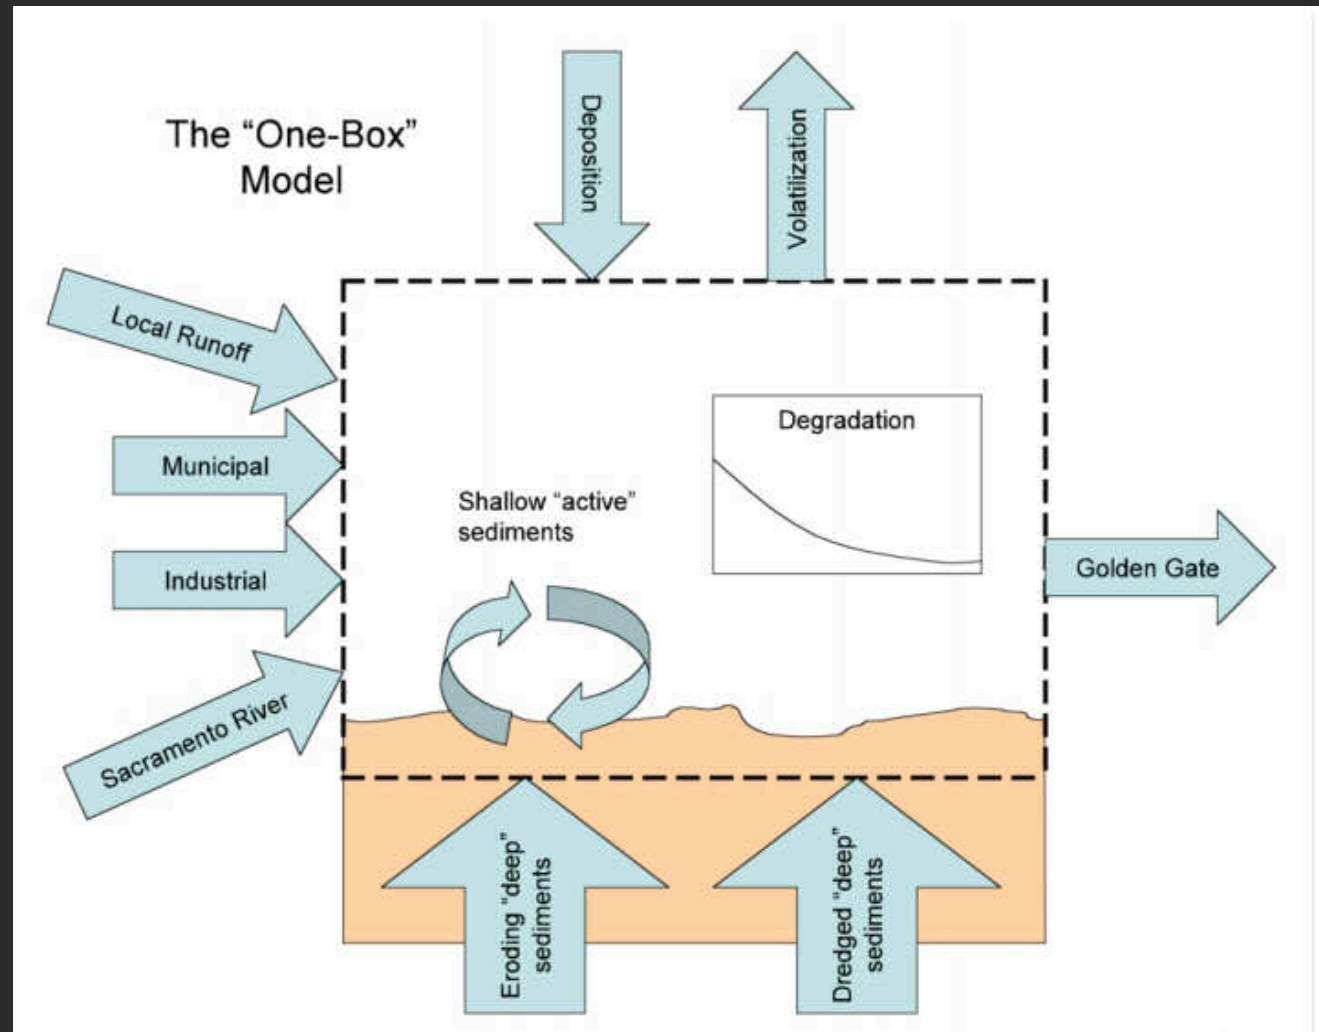 The “One-Box”
Model
Deposition
Volatilization
Local Runoff
Municipal
Industrial
Sacramento River
Degradation
Shallow “active”
sediments
Golden Gate
Eroding “deep”
sediments
Dredged “deep”
sediments